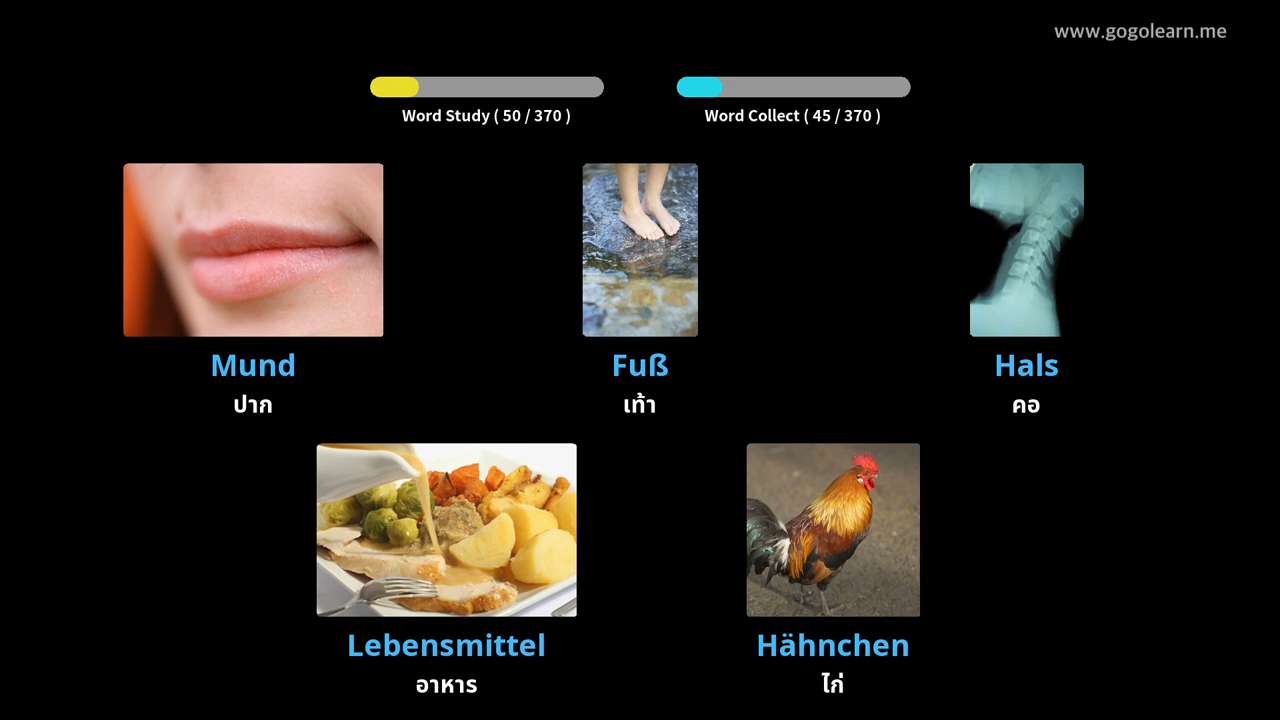 www.gogolearn.me
Word Study ( 50 / 370 )
Word Collect ( 45 / 370 )
Mund
ปาก
Fuß
เท้า
Hals
คอ
Lebensmittel
อาหาร
Hähnchen
ไก่